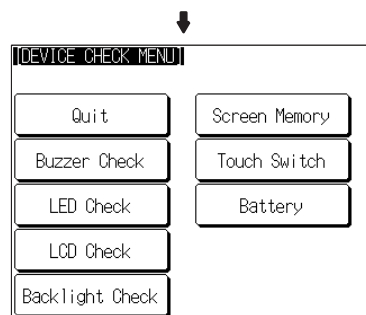 [DEVICE CHECK MENU]
Quit
Buzzer Check
LED Check
LCD Check
Backlight Check
Screen Memory
Touch Switch
Battery